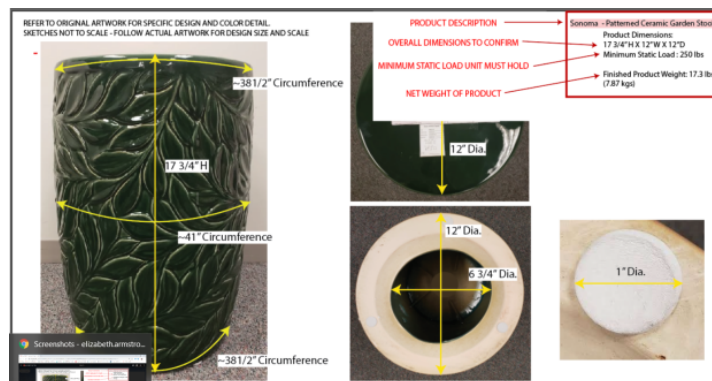 REFER TO ORIGINAL ARTWORK FOR SPECIFIC DESIGN AND COLOR DETAIL.
SKETCHES NOT TO SCALE - FOLLOW ACTUAL ARTWORK FOR DESIGN SIZE AND SCALE
PRODUCT DESCRIPTION
Sonoma - Patterned Ceramic Garden Stoo
OVERALL DIMENSIONS TO CONFIRM
Product Dimensions:
17 3/4"H X 12"W X 12"D
MINIMUM STATIC LOAD UNIT MUST HOLD
Minimum Static Load : 250 lbs
NET WEIGHT OF PRODUCT
Finished Product Weight: 17.3 lb
(7.87 kgs)
~381/2" Circumference
17 3/4" H
~41" Circumference
~381/2" Circumference
12" Dia.
12" Dia.
6 3/4" Dia.
1" Dia.
Screenshots - elizabeth.armstro...